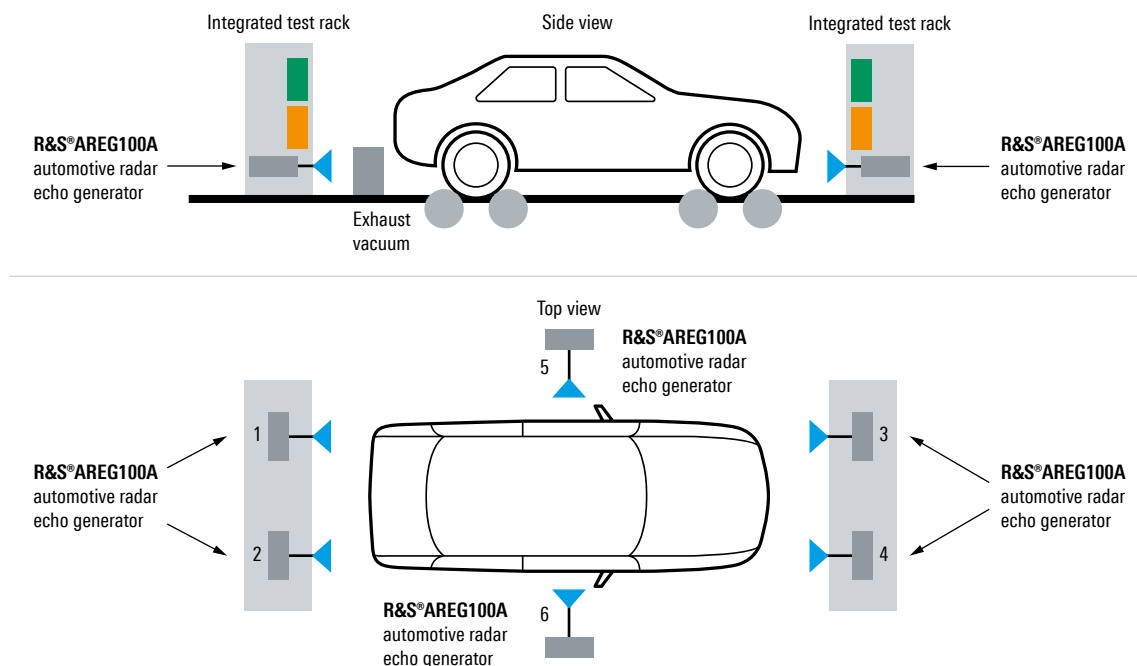 Integrated test rack
Side view
Integrated test rack
R&S®AREG100A
automotive radar
echo generator
R&S®AREG100A
automotive radar
echo generator
Exhaust
vacuum
Top view
R&S®AREG100A
automotive radar
echo generator
5
1
3
R&S®AREG100A
automotive radar
echo generator
R&S®AREG100A
automotive radar
echo generator
2
4
R&S®AREG100A
automotive radar
echo generator
6